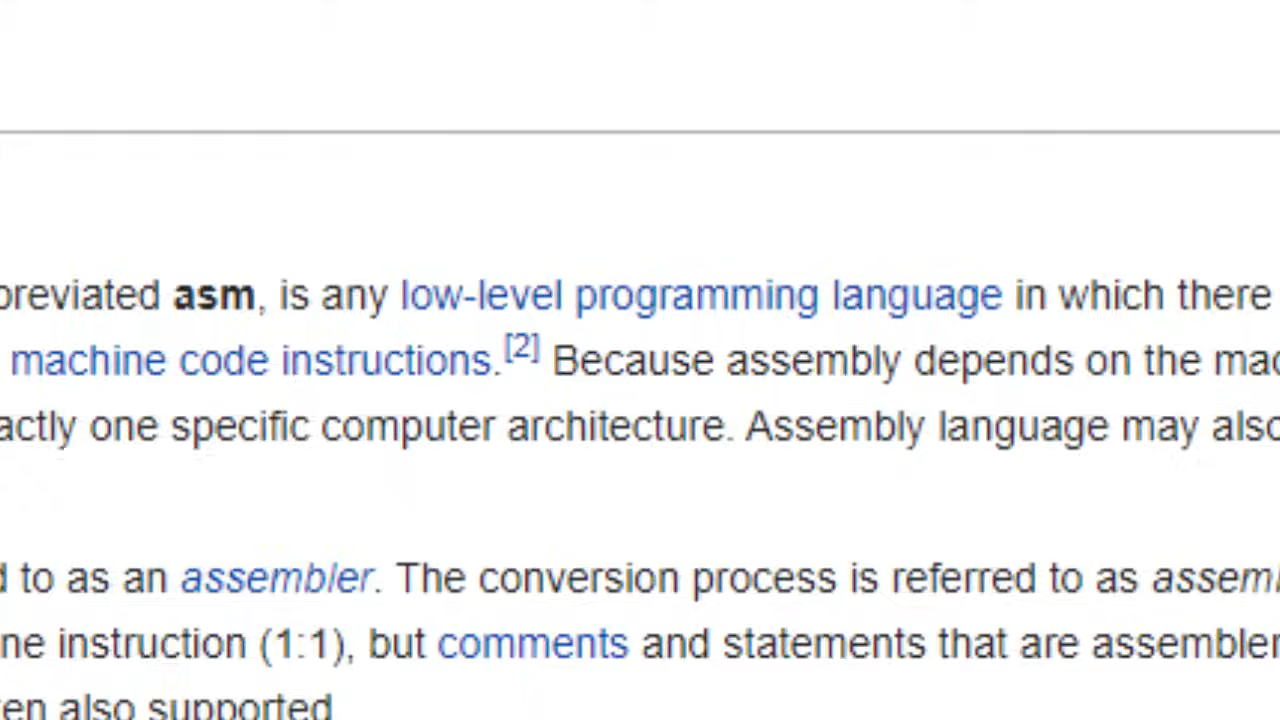 breviated asm, is any low-level programming language in which there
machine code instructions.[2] Because assembly depends on the mac
actly one specific computer architecture. Assembly language may also
d to as an assembler. The conversion process is referred to as assem
ne instruction (1:1), but comments and statements that are assembler
ten also supported